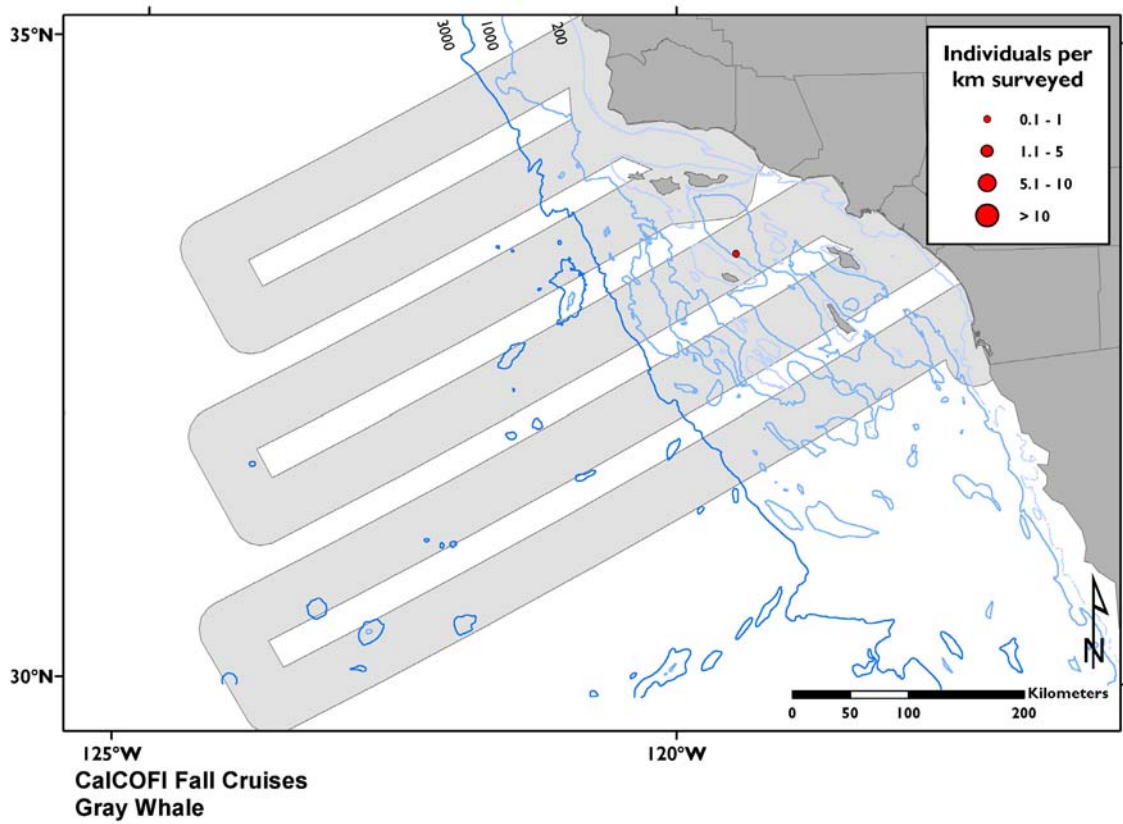 35°N
3000
1000
200
Individuals per
km surveyed
0.1 - 1
1.1 - 5
5.1 - 10
> 10
30°N
N
Kilometers
0 50 100 200
125°W 120°W
CalCOFI Fall Cruises
Gray Whale